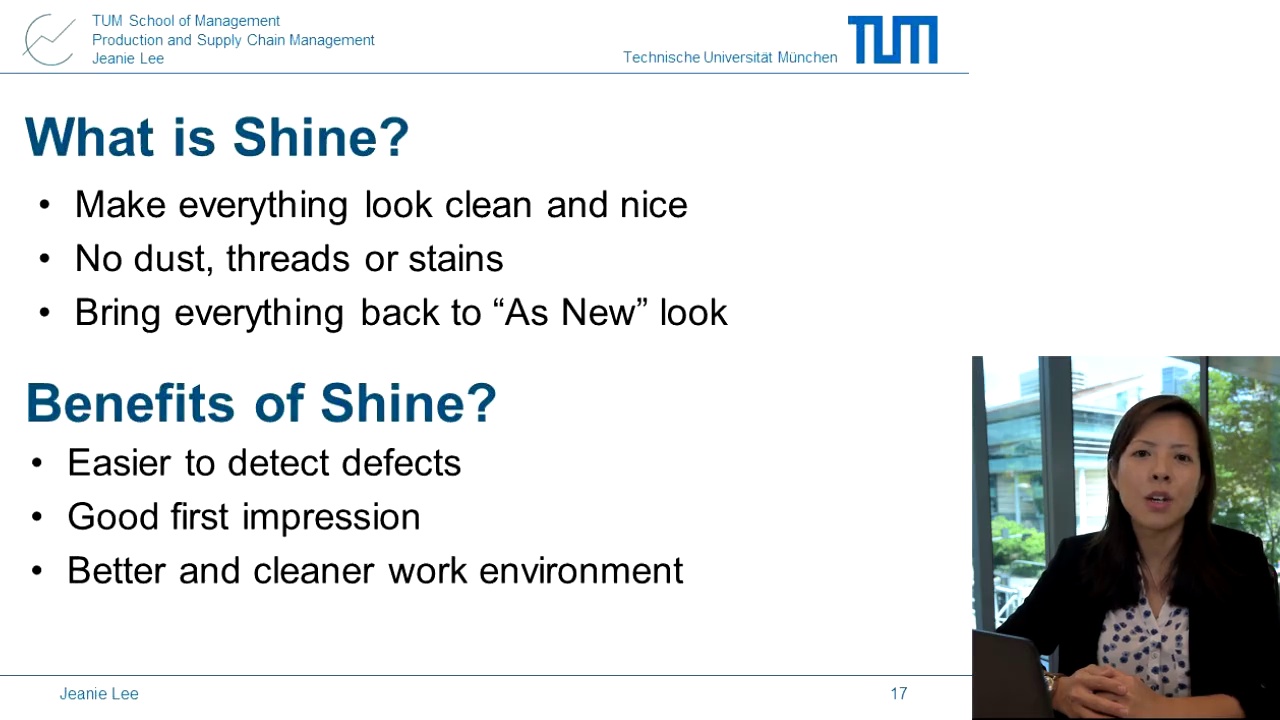 TUM School of Management
Production and Supply Chain Management
Jeanie Lee
Technische Universität München
TUM
What is Shine?
• Make everything look clean and nice
• No dust, threads or stains
• Bring everything back to “As New” look
Benefits of Shine?
• Easier to detect defects
• Good first impression
• Better and cleaner work environment
Jeanie Lee
17